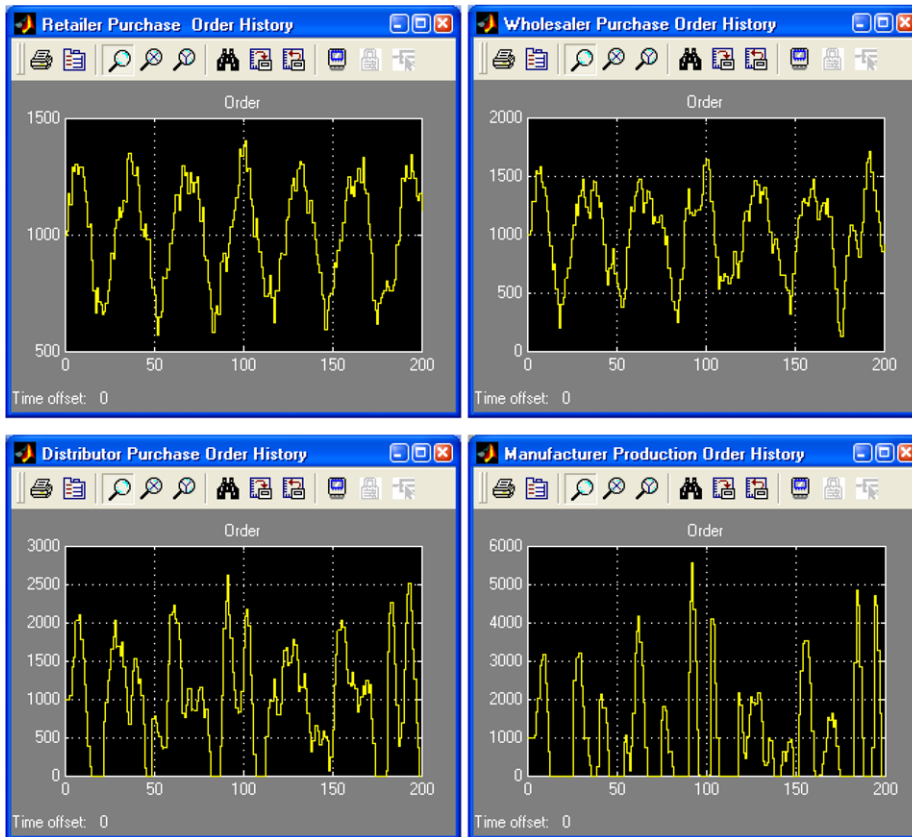 Retailer Purchase  Order History
Order
1500
1000
500
0 50 100 150 200
Time offset: 0
Wholesaler Purchase Order History
Order
2000
1500
1000
500
0
0 50 100 150 200
Time offset: 0
Distributor Purchase Order History
Order
3000
2500
2000
1500
1000
500
0
0 50 100 150 200
Time offset: 0
Manufacturer Production Order History
Order
6000
5000
4000
3000
2000
1000
0
0 50 100 150 200
Time offset: 0